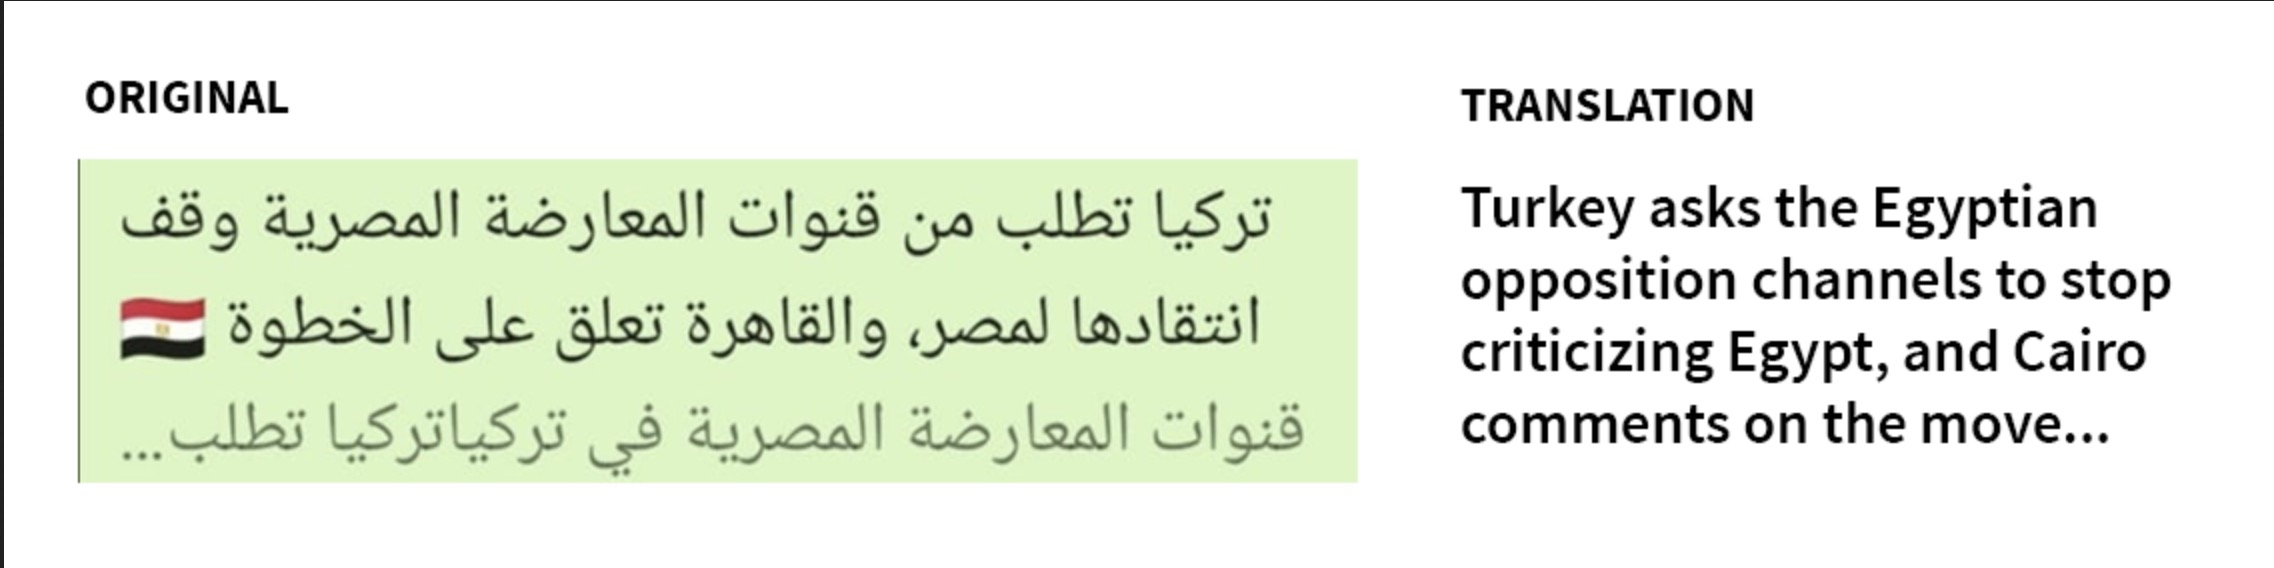 ORIGINAL
تركيا تطلب من قنوات المعارضة المصرية وقف
انتقادها لمصر، والقاهرة تعلق على الخطوة 🇪🇬
قنوات المعارضة المصرية في تركياتركيا تطلب...
TRANSLATION
Turkey asks the Egyptian
opposition channels to stop
criticizing Egypt, and Cairo
comments on the move...